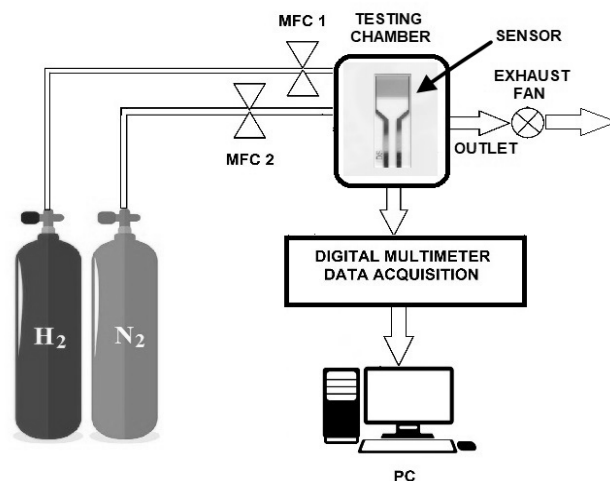 MFC 1
TESTING
CHAMBER
SENSOR
EXHAUST
FAN
MFC 2
OUTLET
DIGITAL MULTIMETER
DATA ACQUISITION
H2
N2
PC